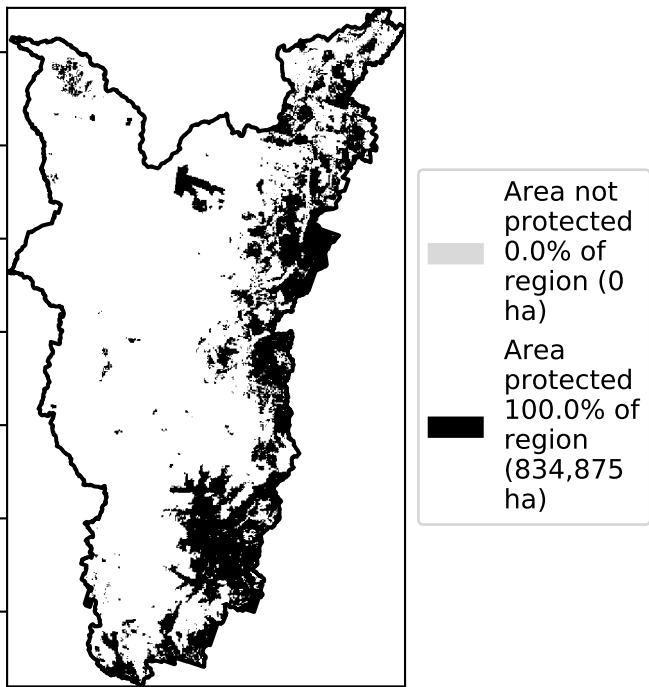 Area not
protected
0.0% of
region (0
ha)
Area
protected
100.0% of
region
(834,875
ha)